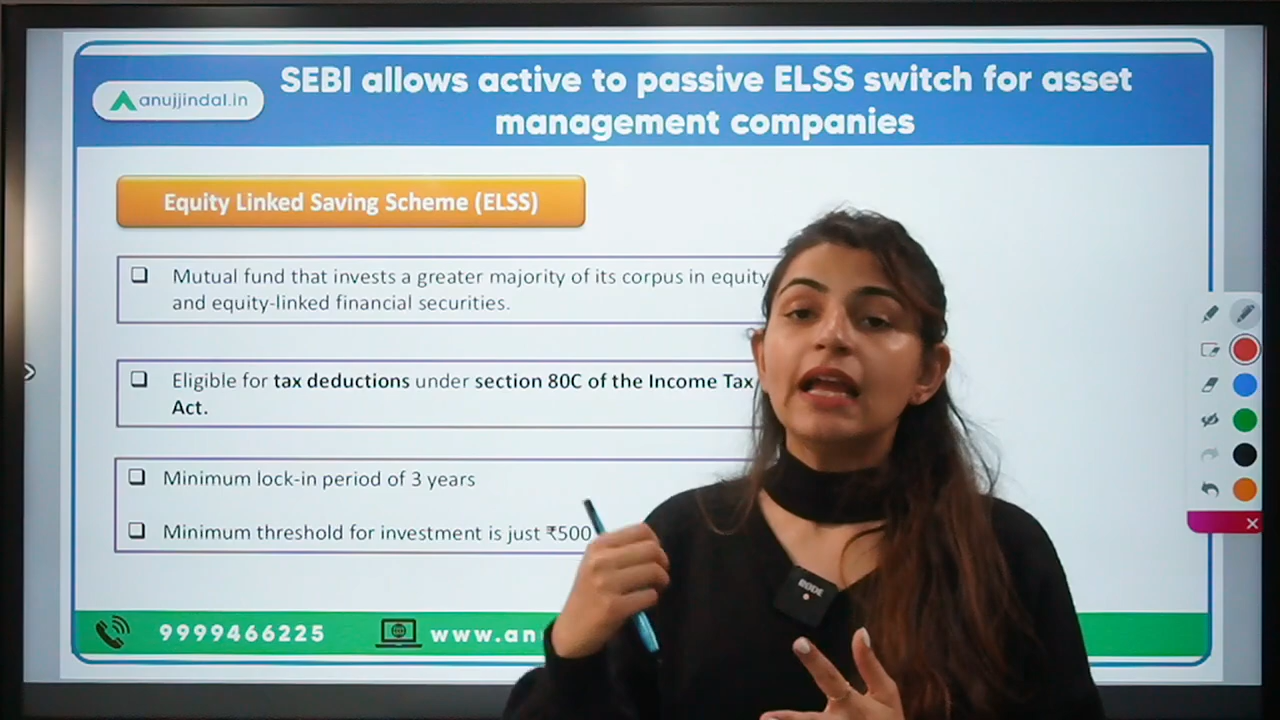 SEBI allows active to passive ELSS switch for asset
management companies
anujjindal.in
Equity Linked Saving Scheme (ELSS)
❑ Mutual fund that invests a greater majority of its corpus in equity
and equity-linked financial securities.
❑ Eligible for tax deductions under section 80C of the Income Tax
Act.
❑ Minimum lock-in period of 3 years
❑ Minimum threshold for investment is just ₹500
9999466225
www.an
RODE